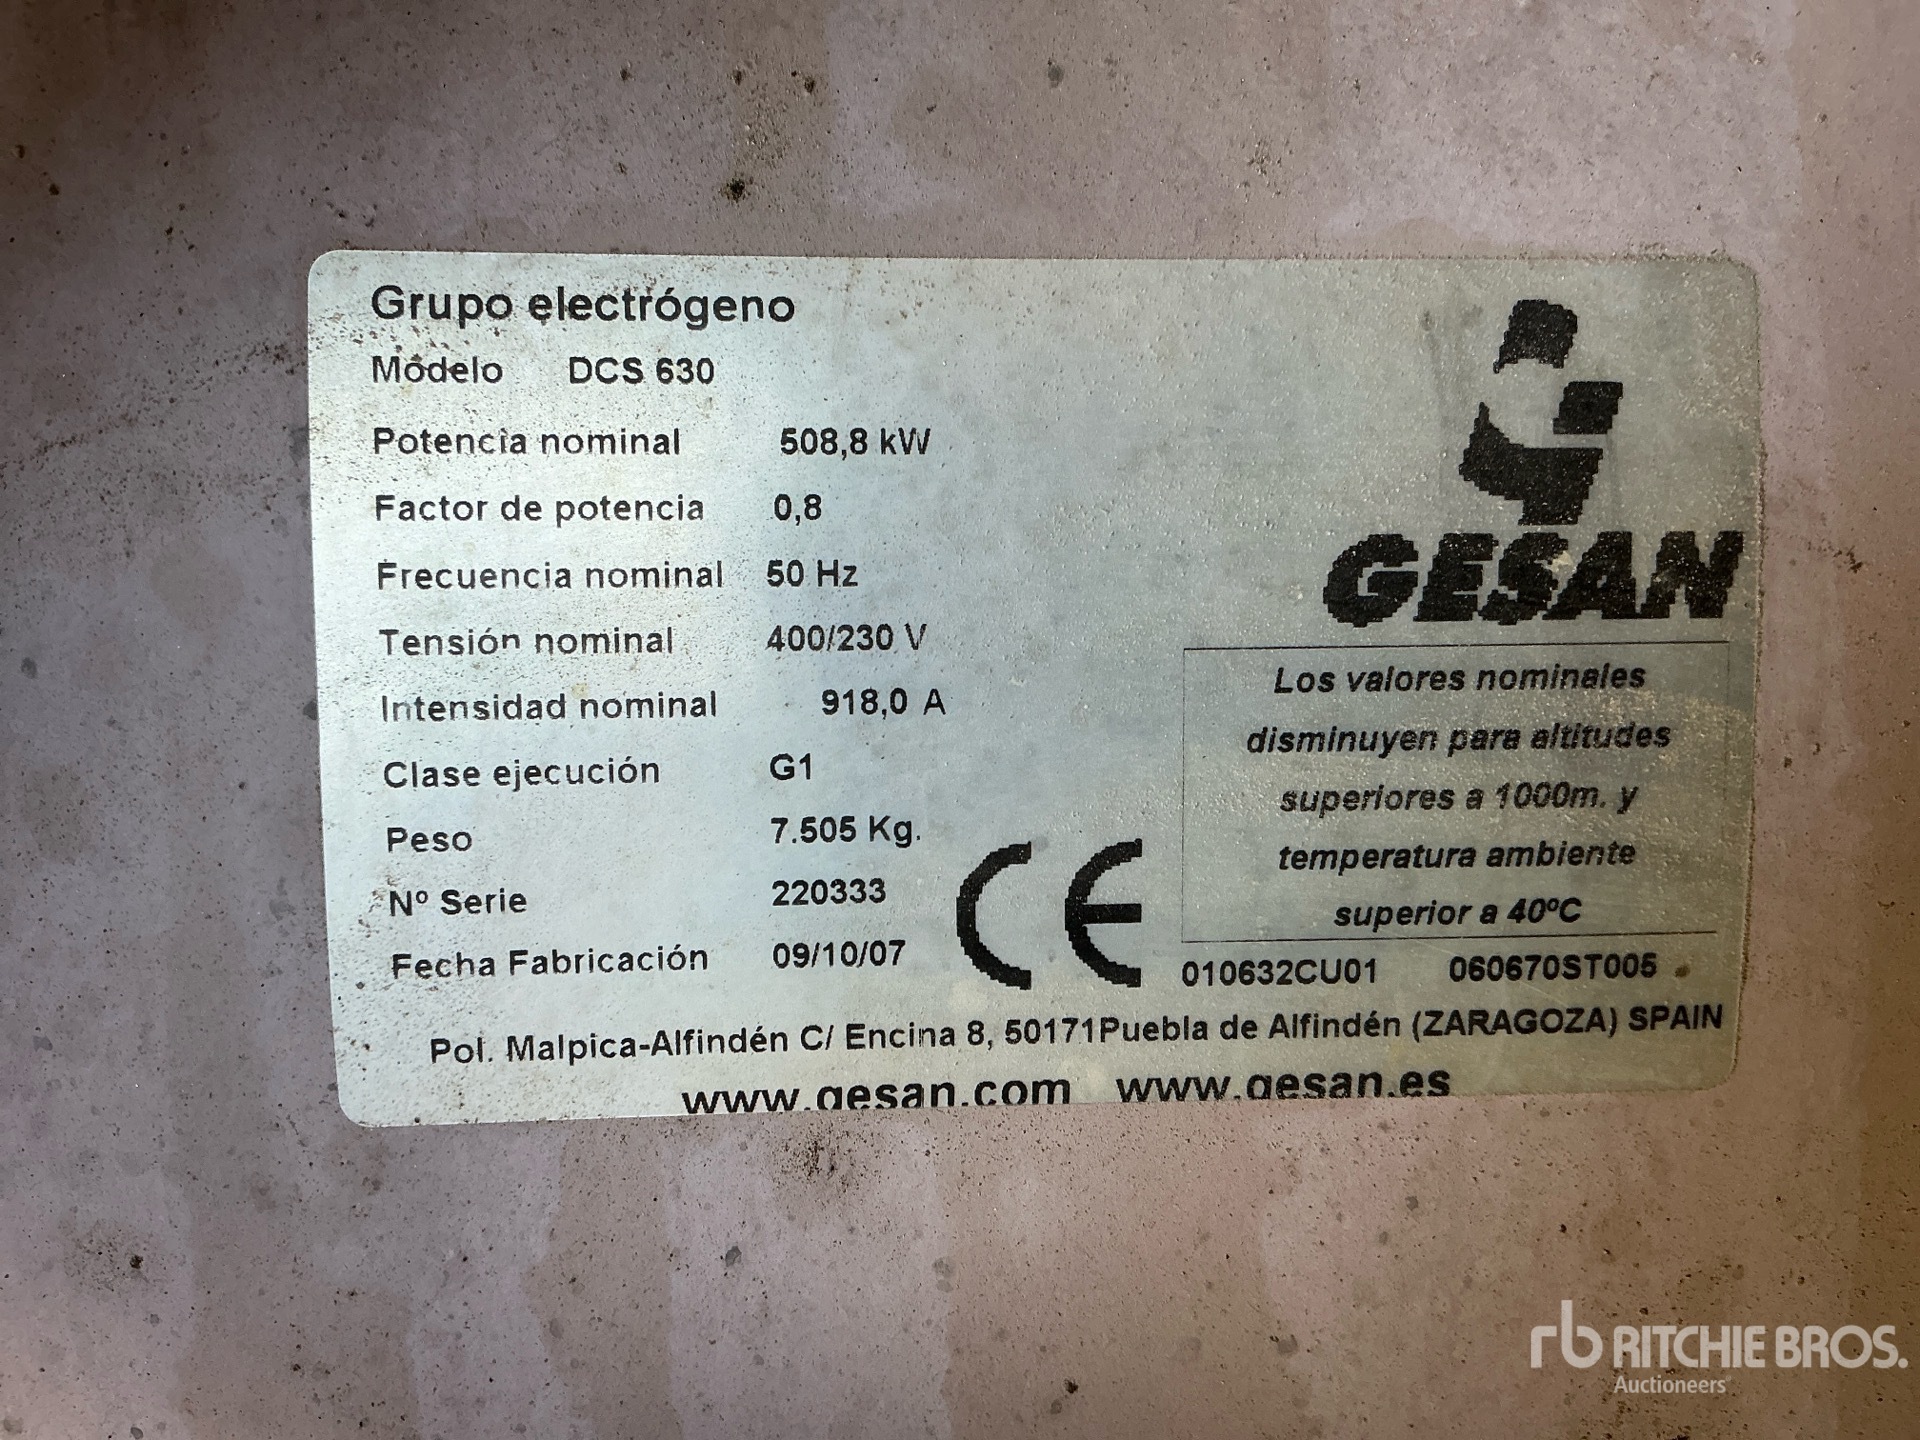 Grupo electrógeno
Modelo DCS 630
Potencia nominal 508,8 kW
Factor de potencia 0,8
Frecuencia nominal 50 Hz
Tensión nominal 400/230 V
Intensidad nominal 918,0 A
Clase ejecución G1
Peso 7.505 Kg.
Nº Serie 220333
Fecha Fabricación 09/10/07
CE
GESAN
Los valores nominales
disminuyen para altitudes
superiores a 1000m. y
temperatura ambiente
superior a 40ºC
010632CU01 060670ST005
Pol. Malpica-Alfindén C/ Encina 8, 50171Puebla de Alfindén (ZARAGOZA) SPAIN
www.gesan.com www.gesan.es
rb RITCHIE BROS.
Auctioneers